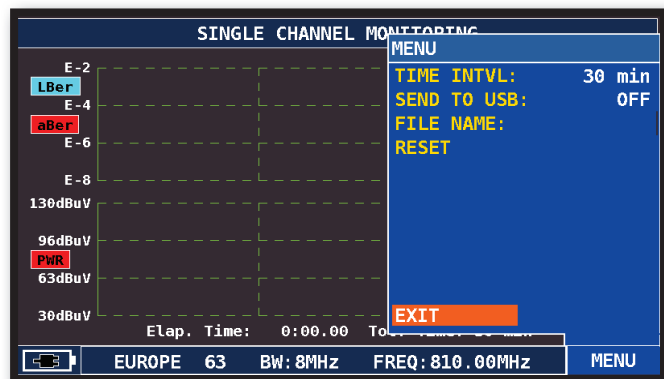 SINGLE CHANNEL MONITORING
MENU
E-2
LBer
E-4
aBer
E-6
E-8
130dBuV
96dBuV
PWR
63dBuV
30dBuV
TIME INTVL: 30 min
SEND TO USB: OFF
FILE NAME:
RESET
EXIT
Elap. Time: 0:00.00
EUROPE 63 BW:8MHz FREQ:810.00MHz MENU